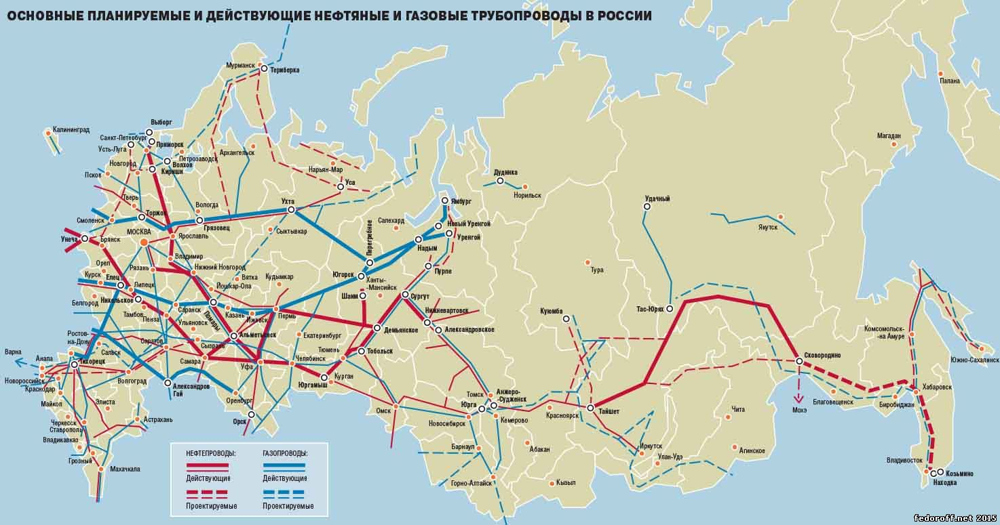 ОСНОВНЫЕ ПЛАНИРУЕМЫЕ И ДЕЙСТВУЮЩИЕ НЕФТЯНЫЕ И ГАЗОВЫЕ ТРУБОПРОВОДЫ В РОССИИ
Мурманск
Териберка
Палана
Калининград
Выборг
Санкт-Петербург
Приморск
Усть-Луга
Магадан
Архангельск
Петрозаводск
Новгород
Волхов
Кириши
Нарьян-Мар
Псков
Дудинка
Уса
Норильск
Тверь
Вологда
Ухта
Ямбург
Удачный
Торжок
Смоленск
Грязовец
Салехард
Новый Уренгой
Якутск
МОСКВА
Сыктывкар
Перегребное
Уренгой
Унеча
Брянск
Ярославль
Надым
Владимир
Орел
Рязань
Нижний Новгород
Пурпе
Тура
Курск
Елец
Вятка
Кудымкар
Югорск
Ханты-
-Мансийск
Липецк
Йошкар-Ола
Шаим
Сургут
Белгород
Никольское
Саранск
Тамбов
Пенза
Помары
Казань
Ижевск
Пермь
Нижневартовск
Куюмба
Тас-Юрях
Ульяновск
Демьянское
Александровское
Ростов-
на-Дону
Саратов
Альметьевск
Екатеринбург
Комсомольск-
-на Амуре
Сызрань
Варна
Анапа
Сальск
Тюмень
Тобольск
Тихорецк
Самара
Уфа
Челябинск
Сковородино
Южно-Сахалинск
Новороссийск
Краснодар
Волгоград
Александров
Гай
Юргамыш
Курган
Хабаровск
Майкоп
Элиста
Оренбург
Томск
Анжеро-
-Судженск
Благовещенск
Биробиджан
Черкесск
Ставрополь
Астрахань
Орск
Омск
Юрга
Новосибирск
Кемерово
Красноярск
Тайшет
Чита
Мохэ
Владикавказ
Барнаул
Абакан
Иркутск
Улан-Удэ
Агинское
Грозный
Махачкала
Горно-Алтайск
Кызыл
Владивосток
Козьмино
Находка
НЕФТЕПРОВОДЫ:
ГАЗОПРОВОДЫ:
Действующие
Действующие
Проектируемые
Проектируемые
fedoroff.net 2015